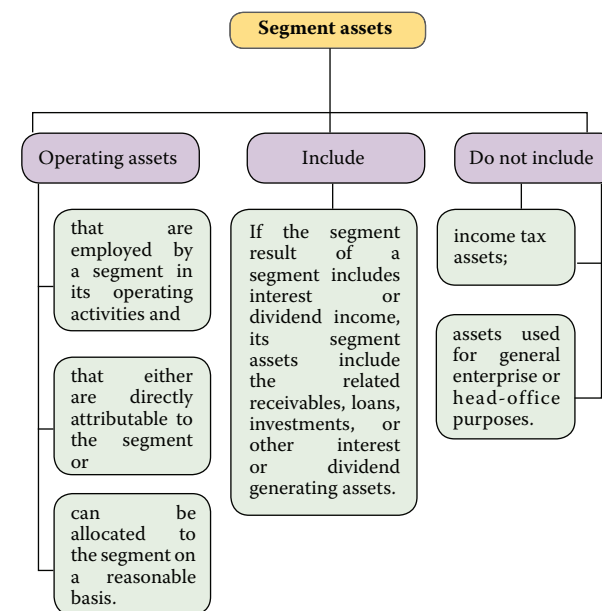 Segment assets
Operating assets
that are
employed by
a segment in
its operating
activities and
that either
are directly
attributable to
the segment
or
can be
allocated to
the segment on
a reasonable
basis.
Include
If the segment
result of a
segment includes
interest or
dividend income,
its segment
assets include
the related
receivables, loans,
investments, or
other interest
or dividend
generating assets.
Do not include
income tax
assets;
assets used
for general
enterprise or
head-office
purposes.